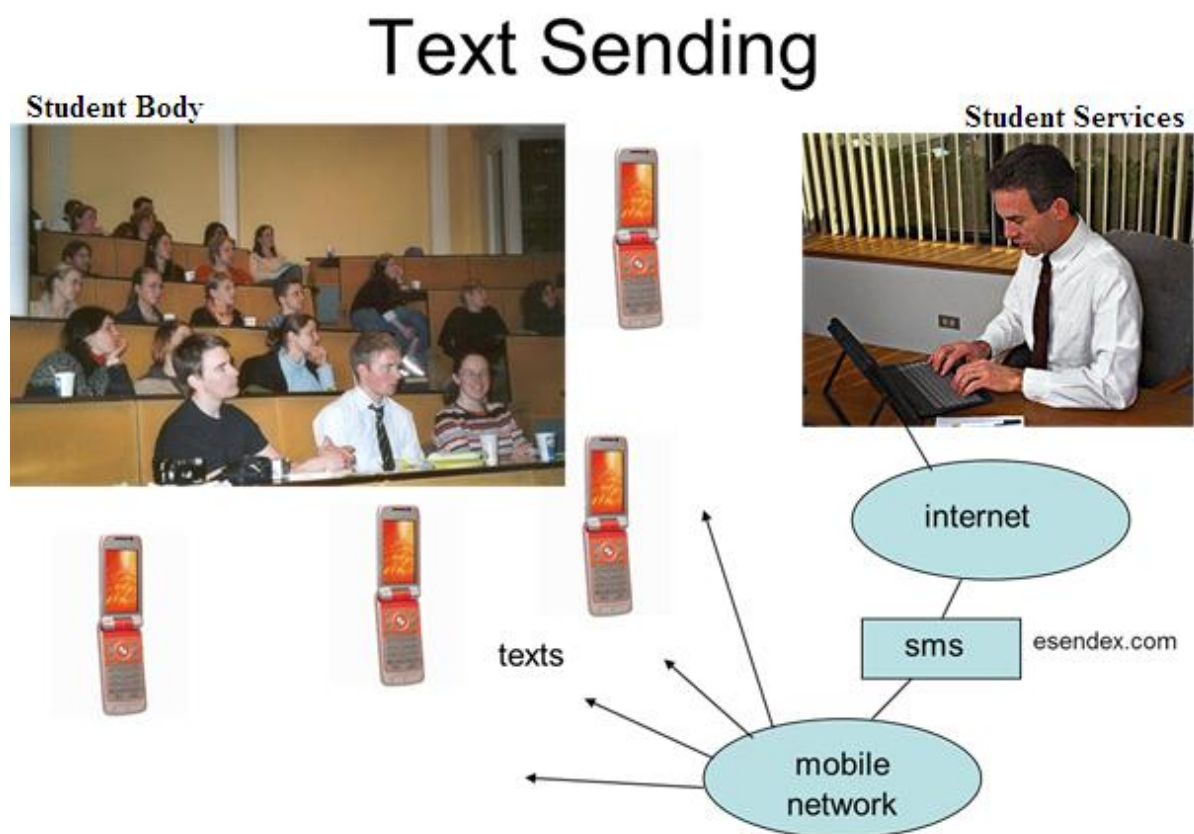 Text Sending
Student Body
Student Services
internet
sms
esendex.com
texts
mobile
network